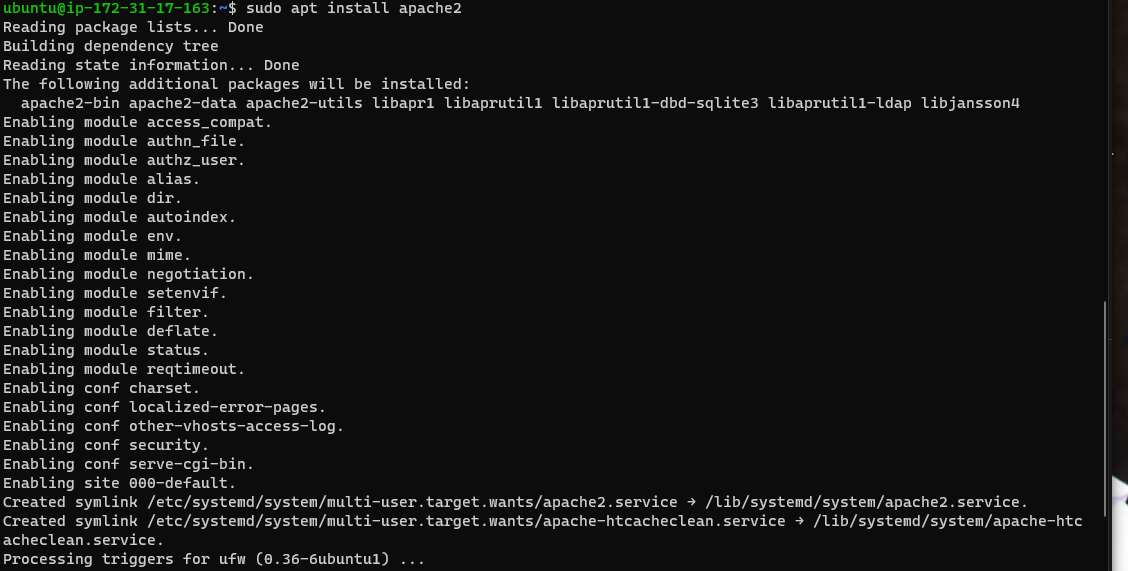 ubuntu@ip-172-31-17-163:~$ sudo apt install apache2
Reading package lists... Done
Building dependency tree
Reading state information... Done
The following additional packages will be installed:
  apache2-bin apache2-data apache2-utils libapr1 libaprutil1 libaprutil1-dbd-sqlite3 libaprutil1-ldap libjansson4
Enabling module access_compat.
Enabling module authn_file.
Enabling module authz_user.
Enabling module alias.
Enabling module dir.
Enabling module autoindex.
Enabling module env.
Enabling module mime.
Enabling module negotiation.
Enabling module setenvif.
Enabling module filter.
Enabling module deflate.
Enabling module status.
Enabling module reqtimeout.
Enabling conf charset.
Enabling conf localized-error-pages.
Enabling conf other-vhosts-access-log.
Enabling conf security.
Enabling conf serve-cgi-bin.
Enabling site 000-default.
Created symlink /etc/systemd/system/multi-user.target.wants/apache2.service → /lib/systemd/system/apache2.service.
Created symlink /etc/systemd/system/multi-user.target.wants/apache-htcacheclean.service → /lib/systemd/system/apache-htc
acheclean.service.
Processing triggers for ufw (0.36-6ubuntu1) ...